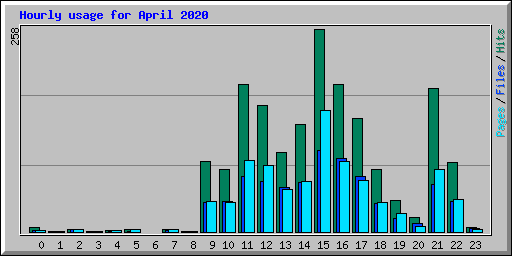 Hourly usage for April 2020
258
Pages/Files/Hits
0 1 2 3 4 5 6 7 8 9 10 11 12 13 14 15 16 17 18 19 20 21 22 23